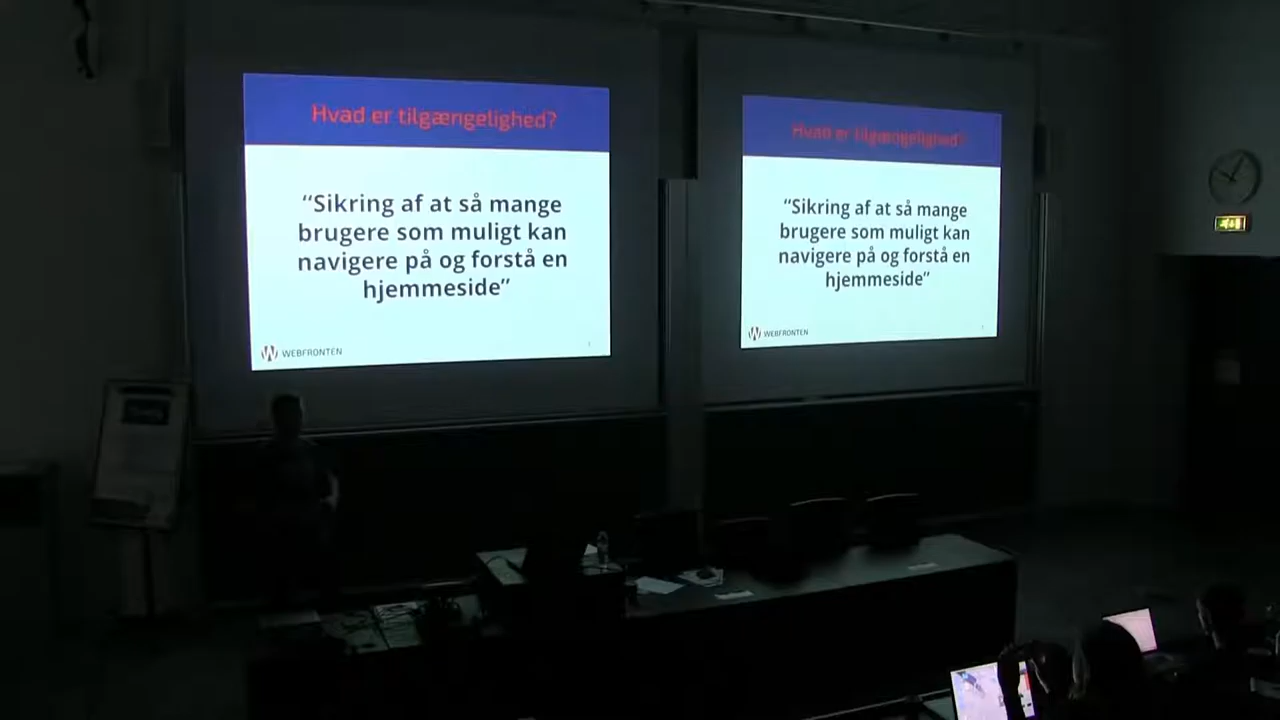 Hvad er tilgængelighed?
“Sikring af at så mange
brugere som muligt kan
navigere på og forstå en
hjemmeside”
WEBFRONTEN
Hvad er tilgængelighed?
“Sikring af at så mange
brugere som muligt kan
navigere på og forstå en
hjemmeside”
WEBFRONTEN